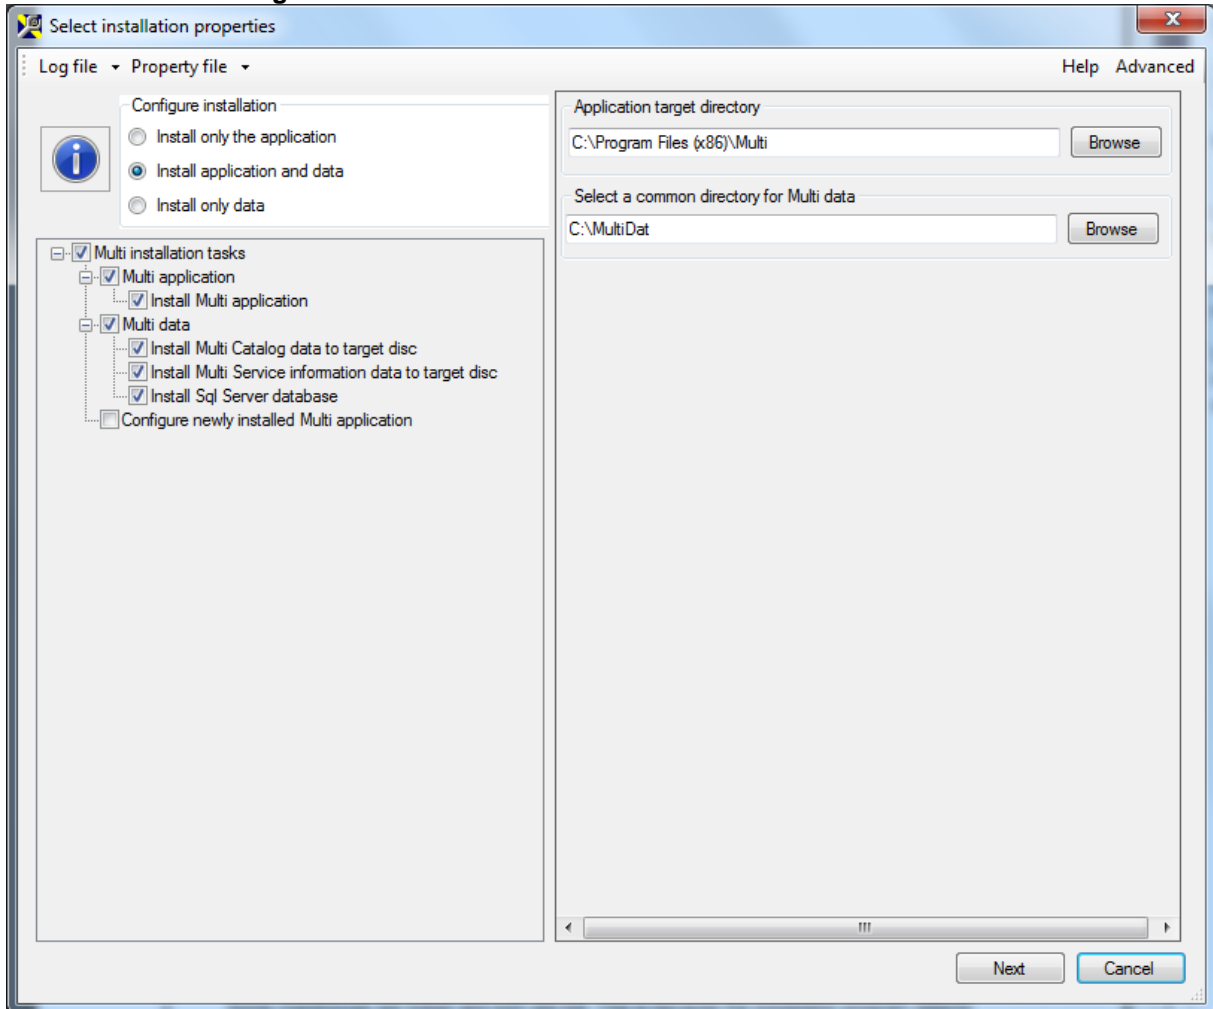 Select installation properties
Log file Property file Help Advanced
Configure installation
Install only the application
Install application and data
Install only data
Multi installation tasks
Multi application
Install Multi application
Multi data
Install Multi Catalog data to target disc
Install Multi Service information data to target disc
Install Sql Server database
Configure newly installed Multi application
Application target directory
C:\Program Files (x86)\Multi Browse
Select a common directory for Multi data
C:\MultiDat Browse
Next Cancel